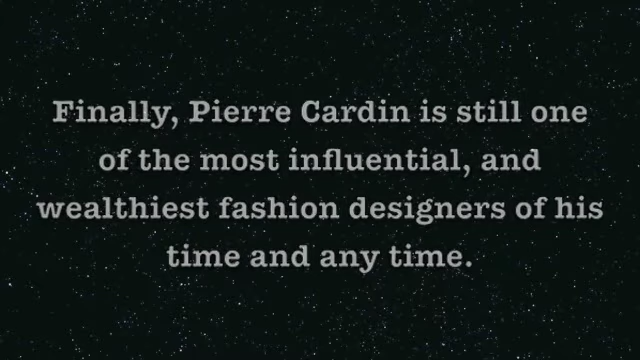 Finally, Pierre Cardin is still one
of the most influential, and
wealthiest fashion designers of his
time and any time.